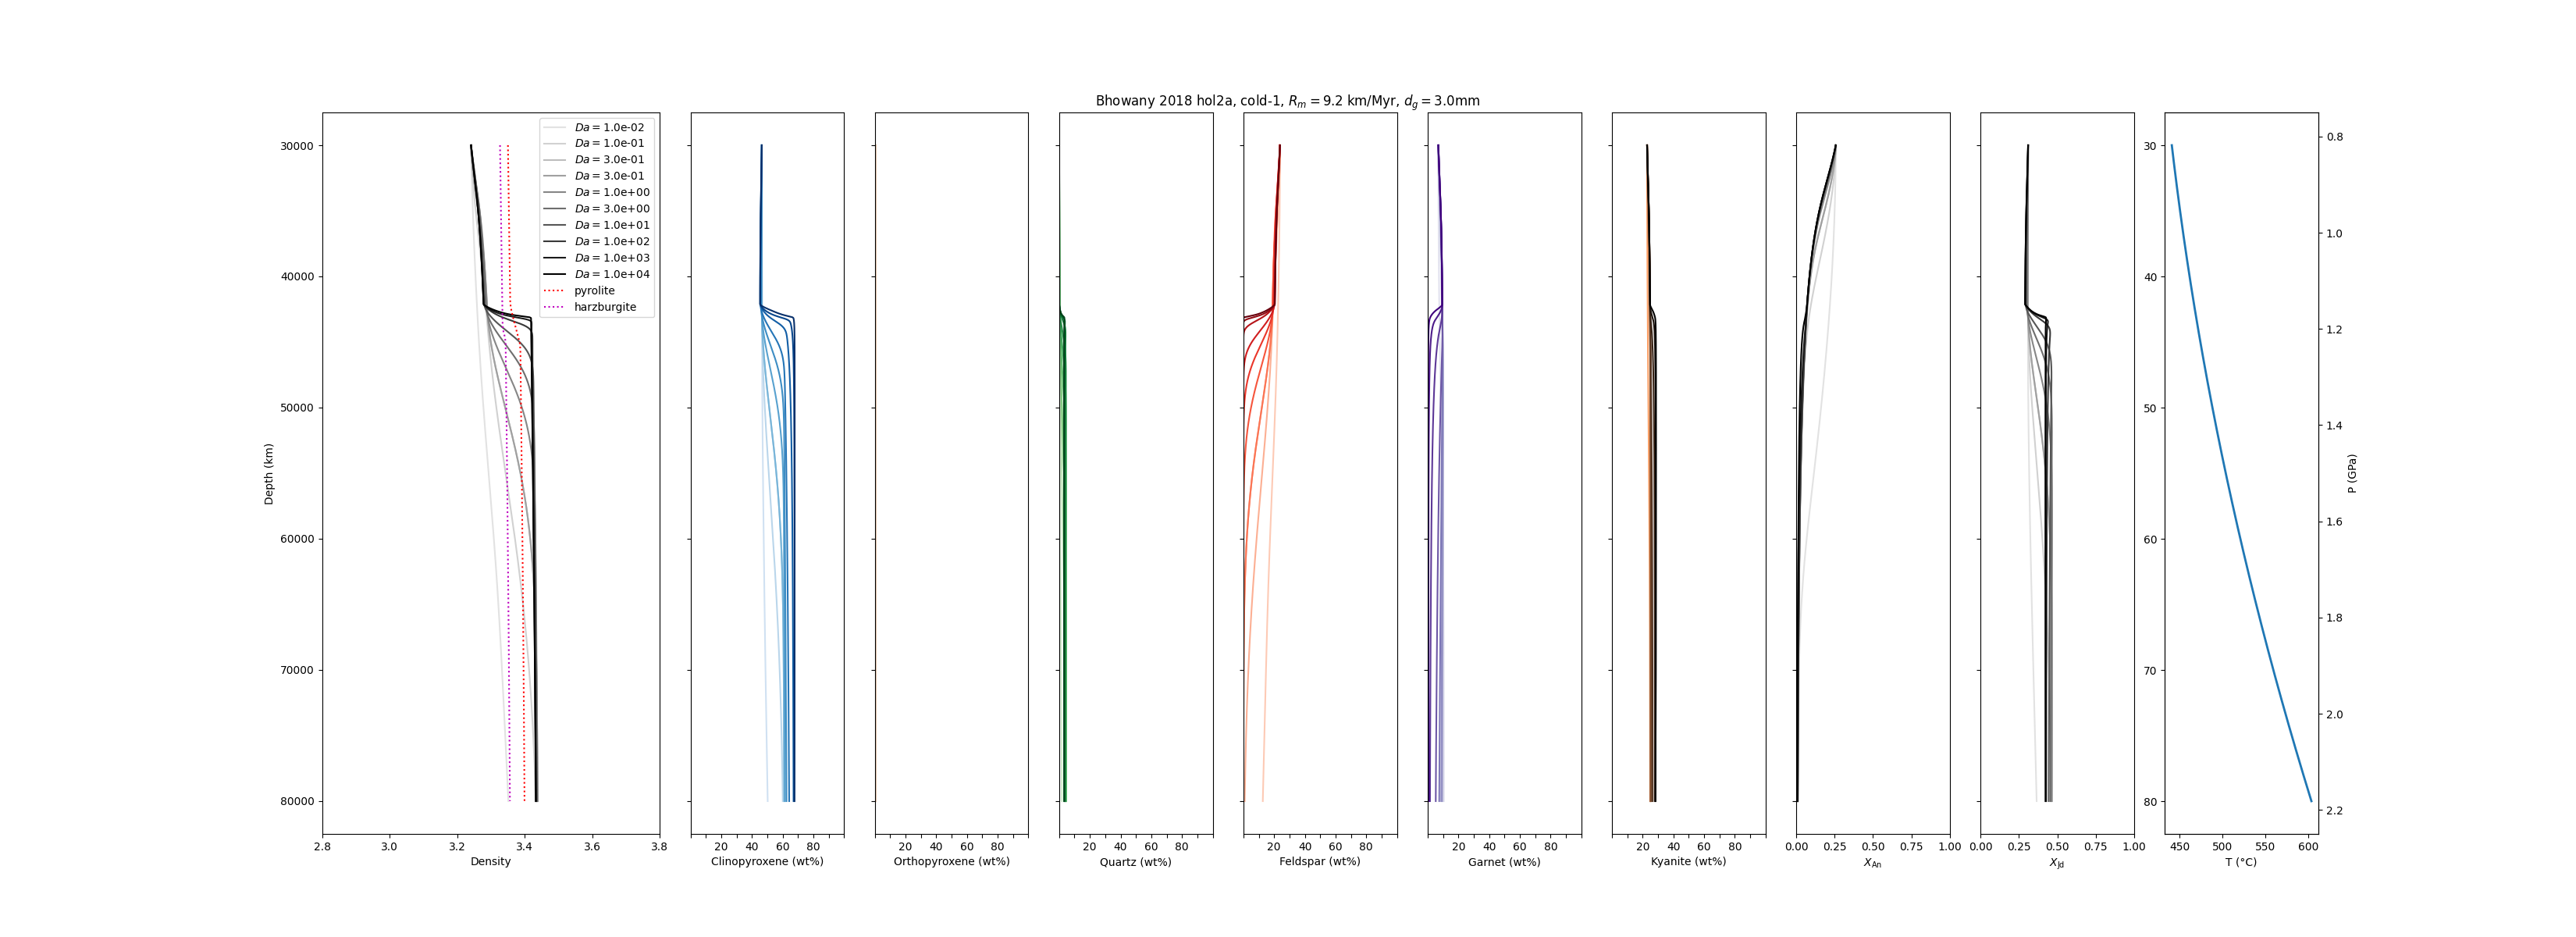 Bhowany 2018 hol2a, cold-1, R_m = 9.2 km/Myr, d_g = 3.0mm
Da = 1.0e-02
Da = 1.0e-01
Da = 3.0e-01
Da = 3.0e-01
Da = 1.0e+00
Da = 3.0e+00
Da = 1.0e+01
Da = 1.0e+02
Da = 1.0e+03
Da = 1.0e+04
pyrolite
harzburgite
Depth (km)
30000
40000
50000
60000
70000
80000
2.8 3.0 3.2 3.4 3.6 3.8
Density
20 40 60 80
Clinopyroxene (wt%)
20 40 60 80
Orthopyroxene (wt%)
20 40 60 80
Quartz (wt%)
20 40 60 80
Feldspar (wt%)
20 40 60 80
Garnet (wt%)
20 40 60 80
Kyanite (wt%)
0.00 0.25 0.50 0.75 1.00
X_An
0.00 0.25 0.50 0.75 1.00
X_Jd
30
40
50
60
70
80
450 500 550 600
T (°C)
0.8
1.0
1.2
1.4
1.6
1.8
2.0
2.2
P (GPa)